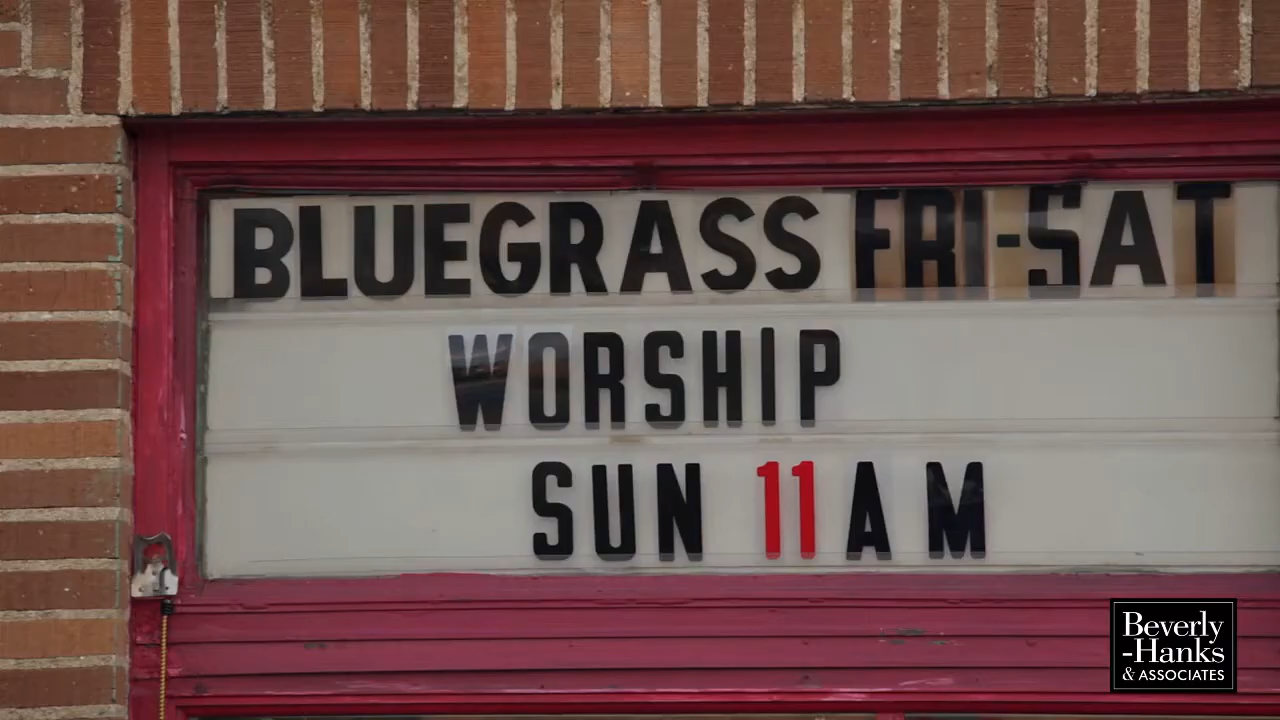 BLUEGRASS FRI-SAT
WORSHIP
SUN 11AM
Beverly
-Hanks
& ASSOCIATES